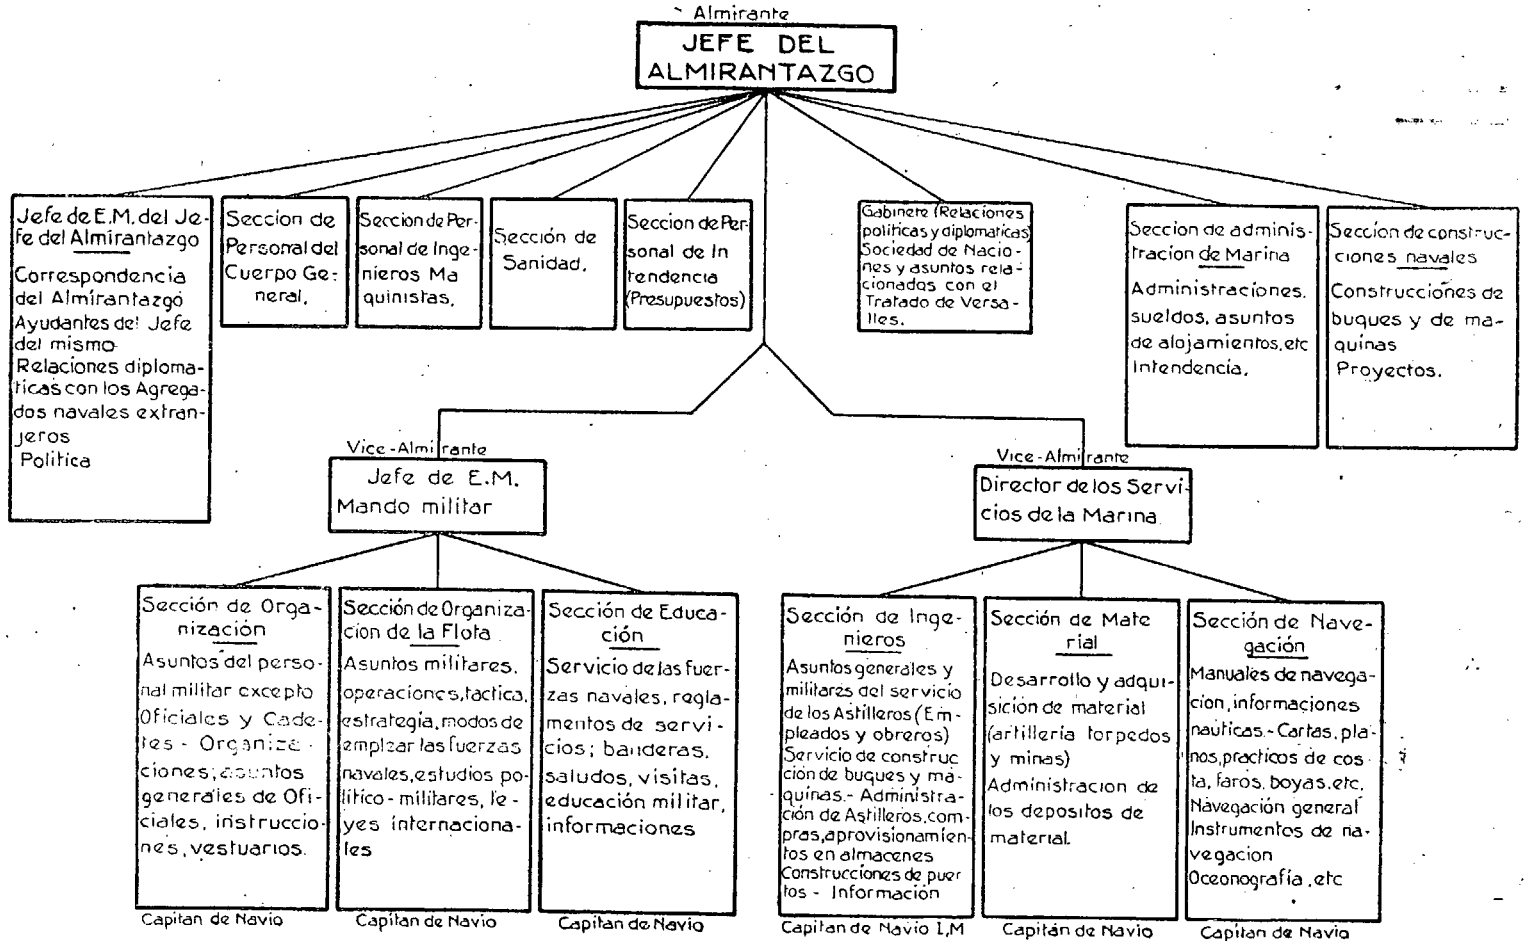 Almirante
JEFE DEL
ALMIRANTAZGO
Jefe de E.M. del Je-
fe del Almirantazgo
Correspondencia
del Almirantazgo
Ayudantes del Jefe
del mismo
Relaciones diploma-
ticas con los Agrega-
dos navales extran-
jeros
Politica
Seccion de
Personal del
Cuerpo Ge-
neral.
Seccion de Per-
sonal de Inge-
nieros Ma
quinistas.
Sección de
Sanidad.
Seccion de Per-
sonal de In
tendencia
(Presupuestos)
Gabinete (Relaciones
politicas y diplomaticas)
Sociedad de Nacio-
nes y asuntos rela-
cionados con el
Tratado de Versa-
lles.
Seccion de adminis-
tracion de Marina
Administraciones.
sueldos, asuntos
de alojamientos, etc
Intendencia.
Seccion de construc-
ciones navales
Construcciones de
buques y de ma-
quinas
Proyectos.
Vice-Almirante
Jefe de E.M.
Mando militar
Vice-Almirante
Director de los Servi-
cios de la Marina.
Sección de Orga-
nización
Asuntos del perso-
nal militar excepto
Oficiales y Cade-
tes - Organiza-
ciones; asuntos
generales de Ofi-
ciales, instruccio-
nes, vestuarios.
Capitan de Navio
Sección de Organiza-
cion de la Flota
Asuntos militares.
operaciones, tactica,
estrategia, modos de
emplear las fuerzas
navales, estudios po-
litico-militares, le-
yes internaciona-
les
Capitan de Navio
Sección de Educa-
ción
Servicio de las fuer-
zas navales, regla-
mentos de servi-
cios; banderas.
saludos, visitas,
educación militar,
informaciones
Capitan de Navio
Sección de Inge-
nieros
Asuntos generales y
militares del servicio
de los Astilleros (Em-
pleados y obreros)
Servicio de construc
ción de buques y má-
quinas.- Administra-
ción de Astilleros, com-
pras, aprovisionamien-
tos en almacenes
Construcciones de puer
tos - Información
Capitan de Navio I,M
Sección de Mate
rial
Desarrollo y adqui-
sición de material
(artilleria torpedos
y minas)
Administracion de
los depositos de
material.
Capitán de Navio
Sección de Nave-
gación
Manuales de navega-
cion, informaciones
nauticas.- Cartas, pla-
nos, practicos de cos-
ta, faros, boyas, etc.
Návegación general
Instrumentos de na-
vegacion
Oceonografía, etc
Capitan de Navio